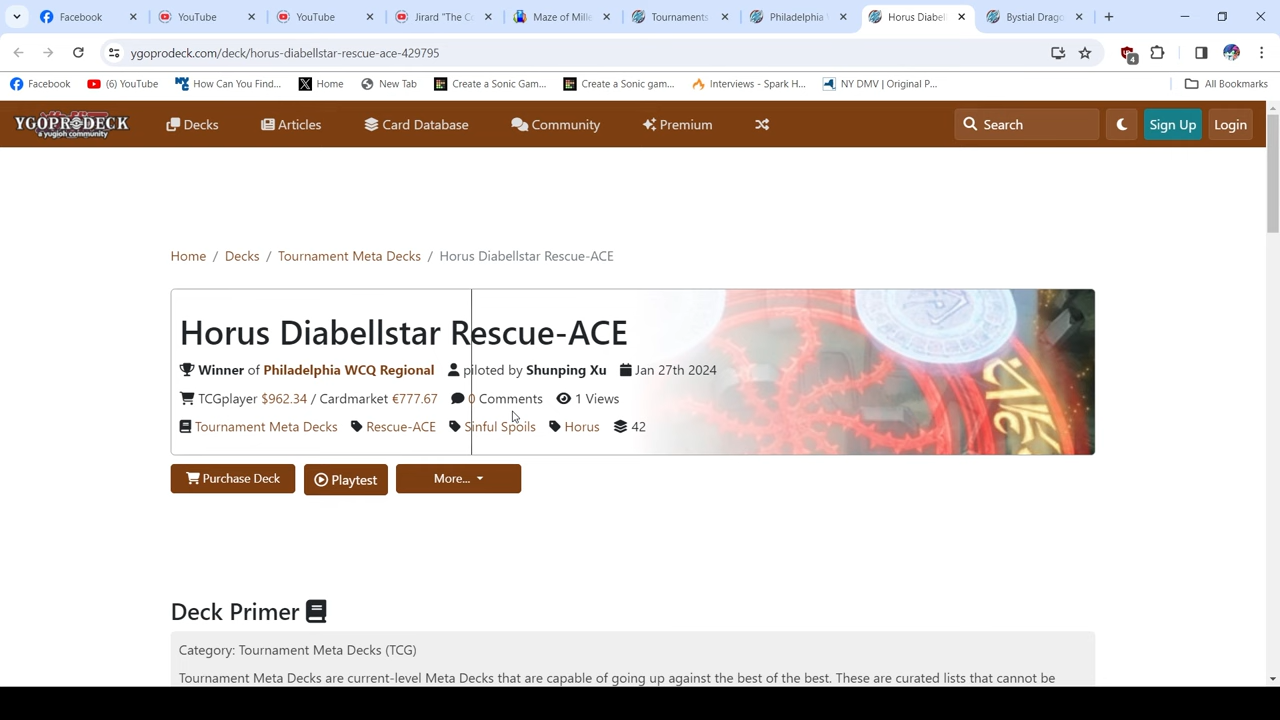 Facebook YouTube YouTube Jirard "The C Maze of Mille Tournaments Philadelphia Horus Diabell Bystial Drago
ygoprodeck.com/deck/horus-diabellstar-rescue-ace-429795
4
Facebook (6) YouTube How Can You Find... New Tab Create a Sonic Gam... Home Create a Sonic gam... Interviews - Spark H... NY DMV | Original P... All Bookmarks
YGOPRODECK Decks Articles Card Database Community Premium Search Sign Up Login
a yugioh community
Home / Decks / Tournament Meta Decks / Horus Diabellstar Rescue-ACE
Horus Diabellstar Rescue-ACE
Winner of Philadelphia WCQ Regional piloted by Shunping Xu Jan 27th 2024
TCGplayer $962.34 / Cardmarket €777.67 0 Comments 1 Views
Tournament Meta Decks Rescue-ACE Sinful Spoils Horus 42
Purchase Deck Playtest More...
Deck Primer
Category: Tournament Meta Decks (TCG)
Tournament Meta Decks are current-level Meta Decks that are capable of going up against the best of the best. These are curated lists that cannot be